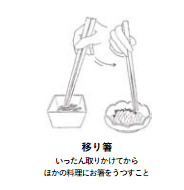 移り箸
いったん取りかけてから
ほかの料理にお箸をうつすこと